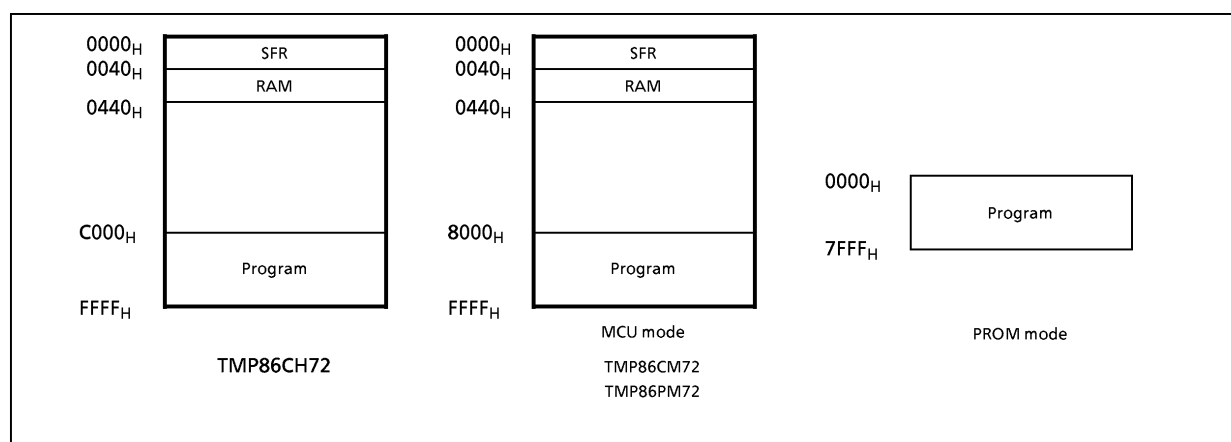 0000H
SFR
0040H
RAM
0440H
C000H
Program
FFFFH
TMP86CH72
0000H
SFR
0040H
RAM
0440H
8000H
Program
FFFFH
MCU mode
TMP86CM72
TMP86PM72
0000H
Program
7FFFH
PROM mode